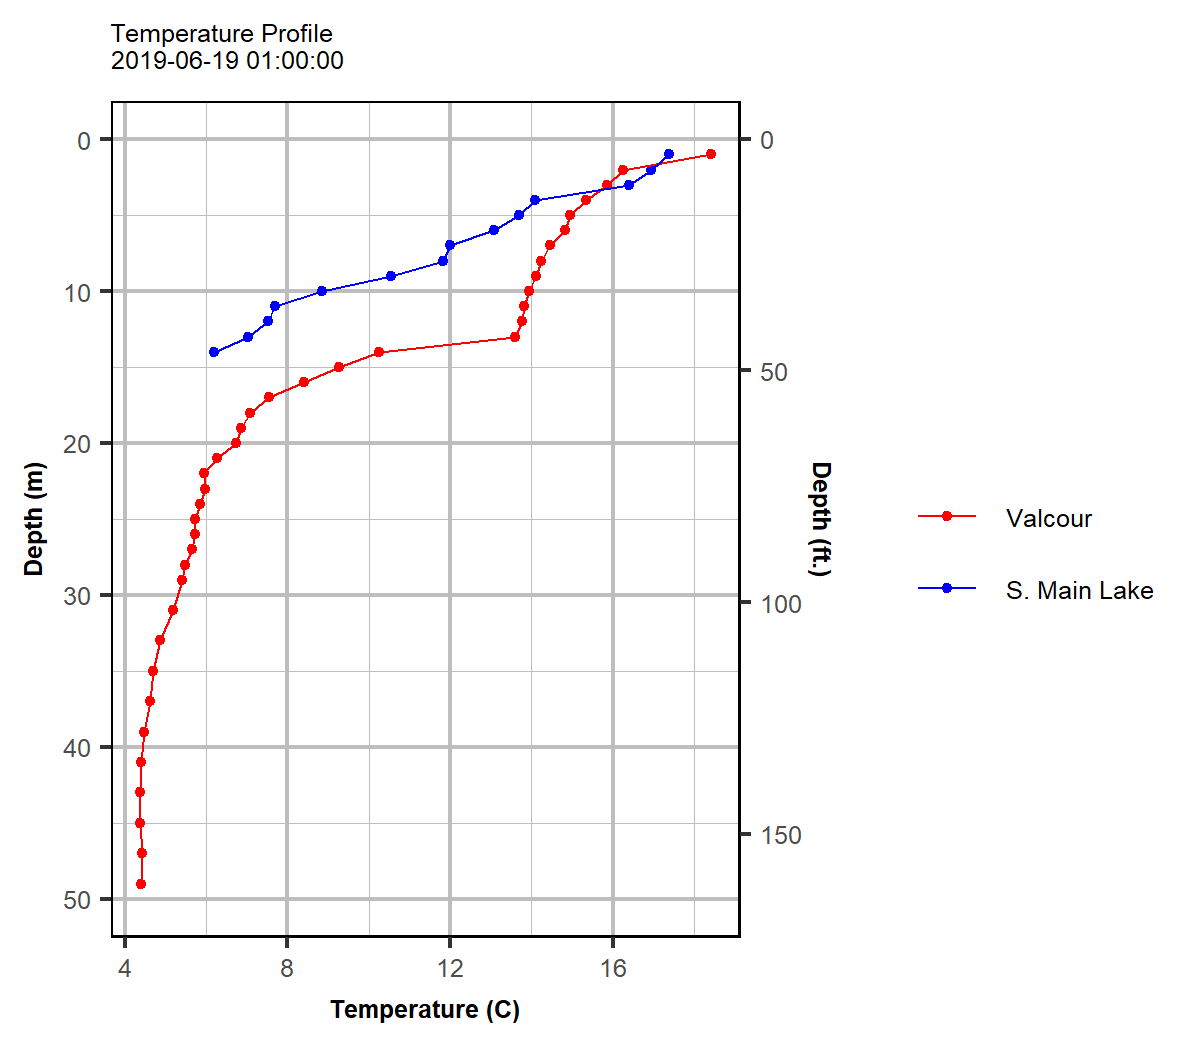 Temperature Profile
2019-06-19 01:00:00
0
10
20
30
40
50
Depth (m)
0
50
100
150
Depth (ft.)
4
8
12
16
Temperature (C)
Valcour
S. Main Lake